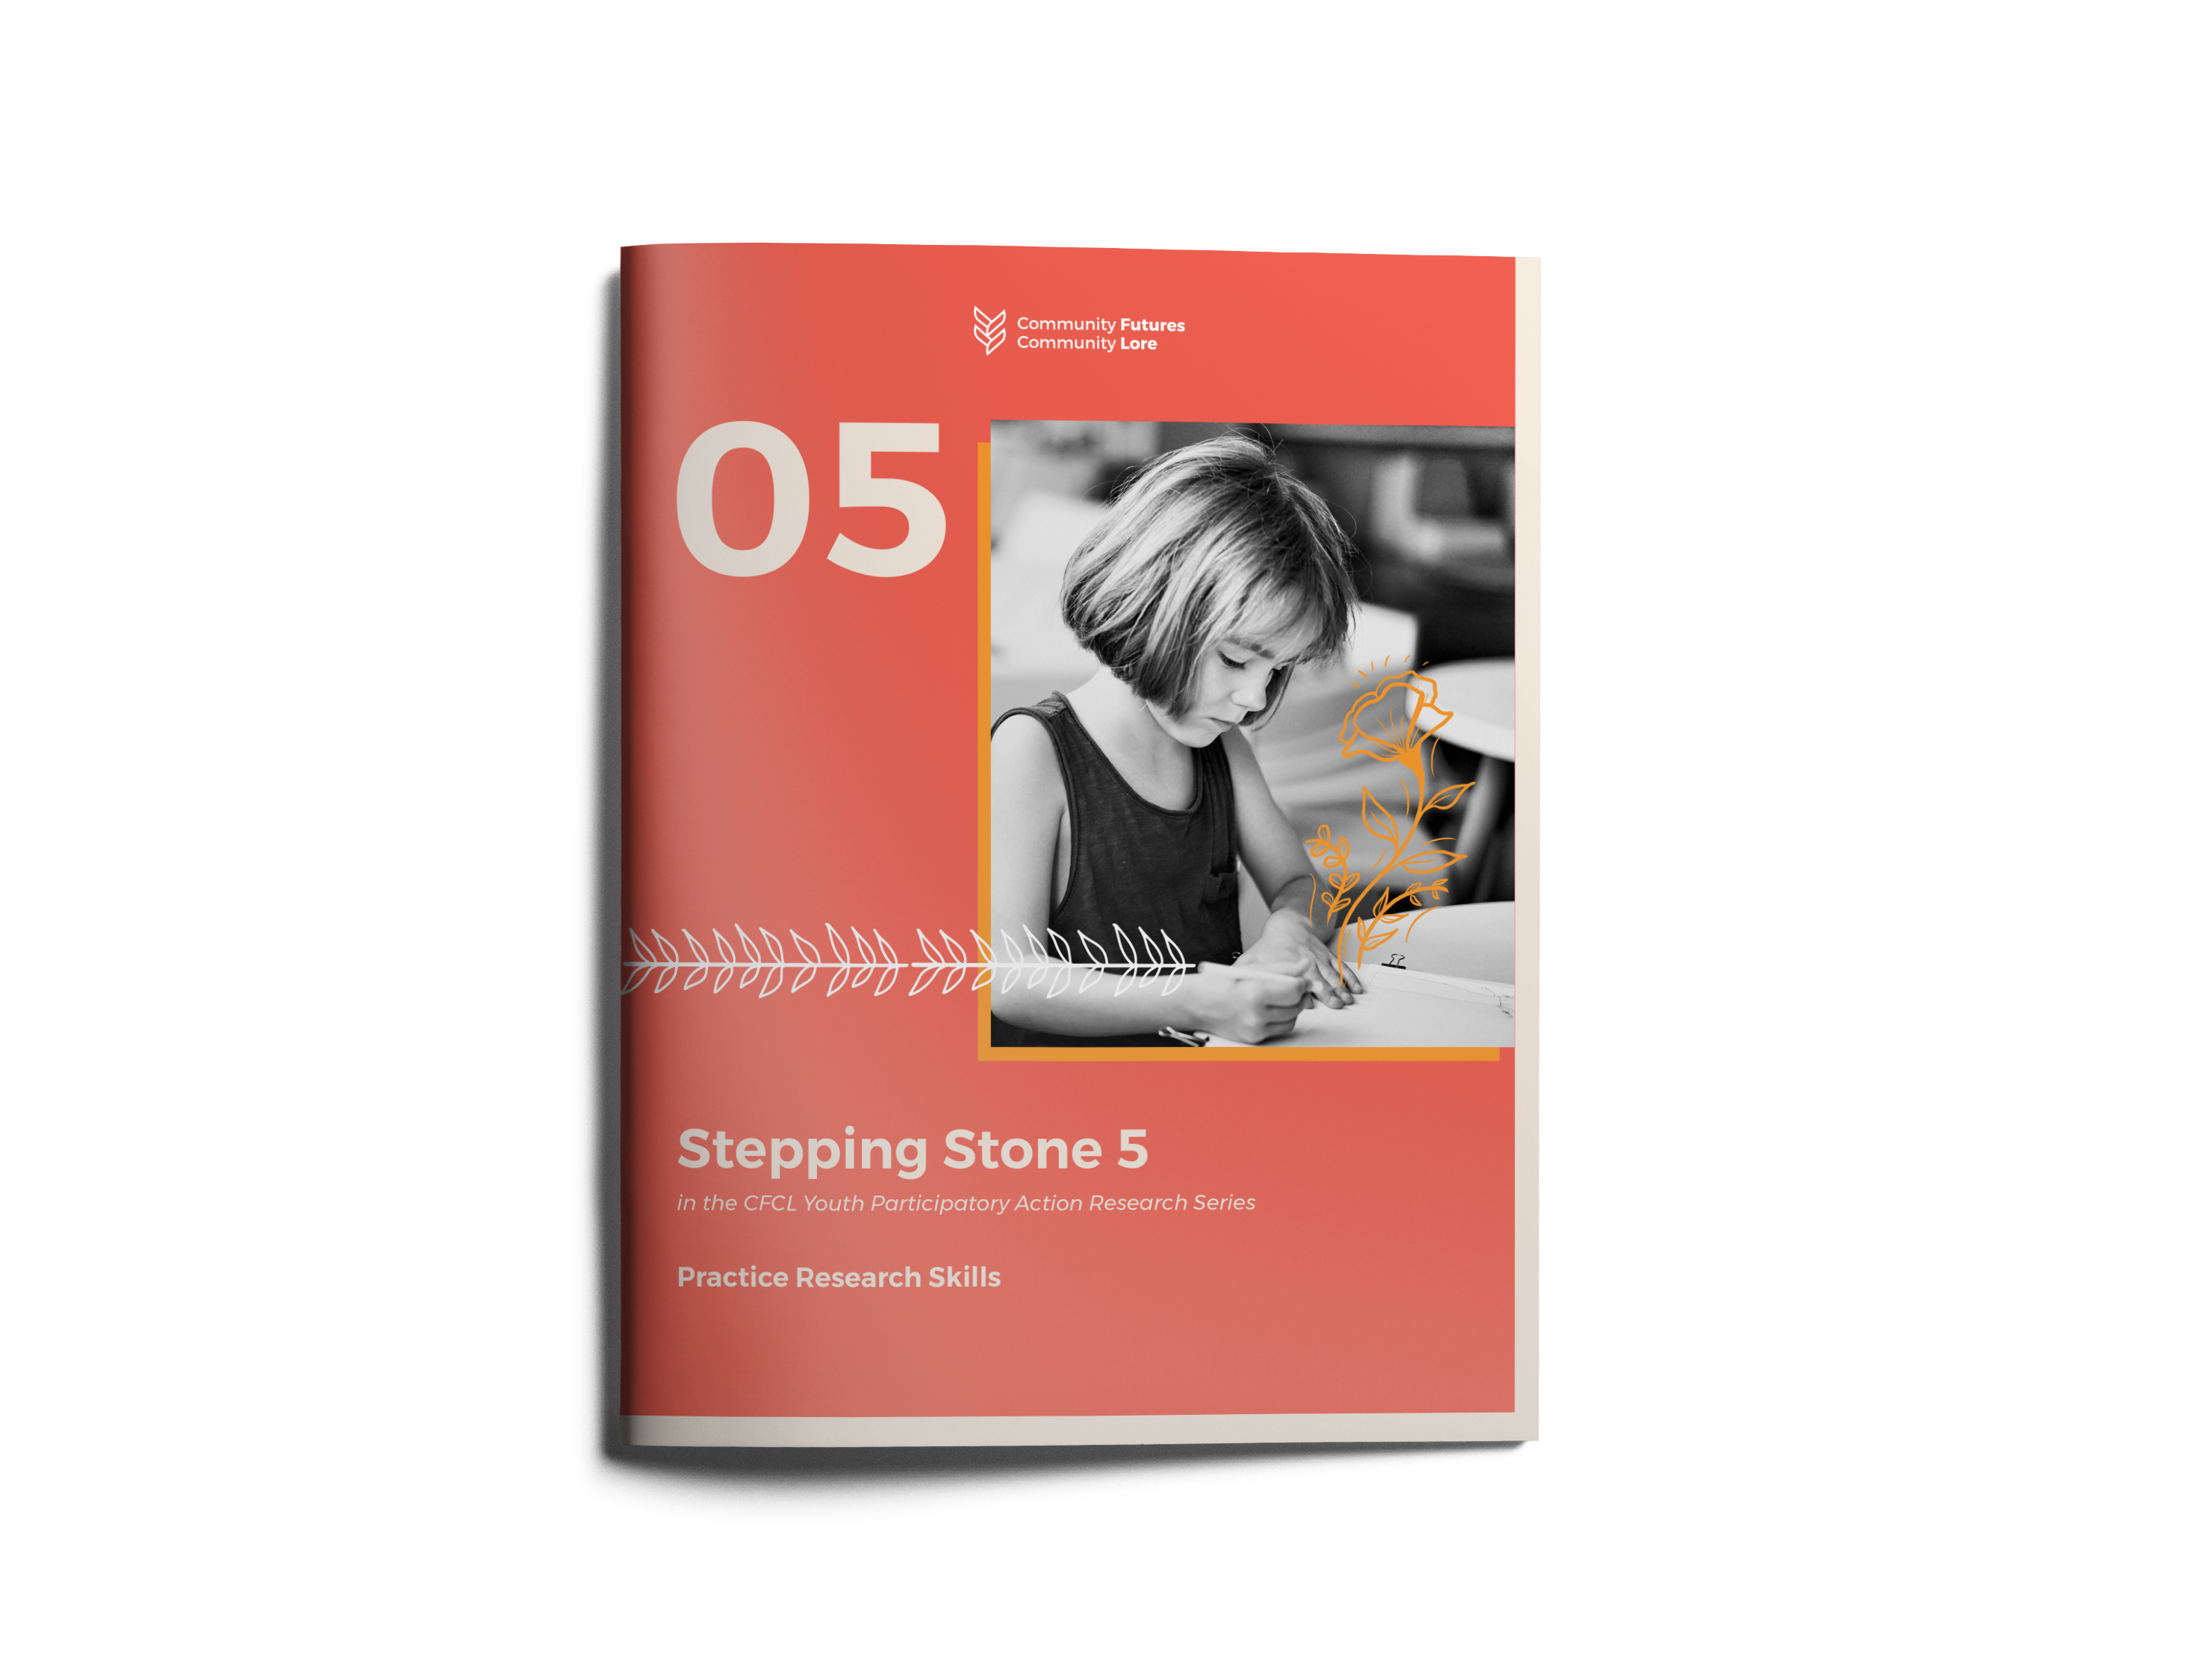 Community Futures
Community Lore
05
Stepping Stone 5
in the CFCL Youth Participatory Action Research Series
Practice Research Skills